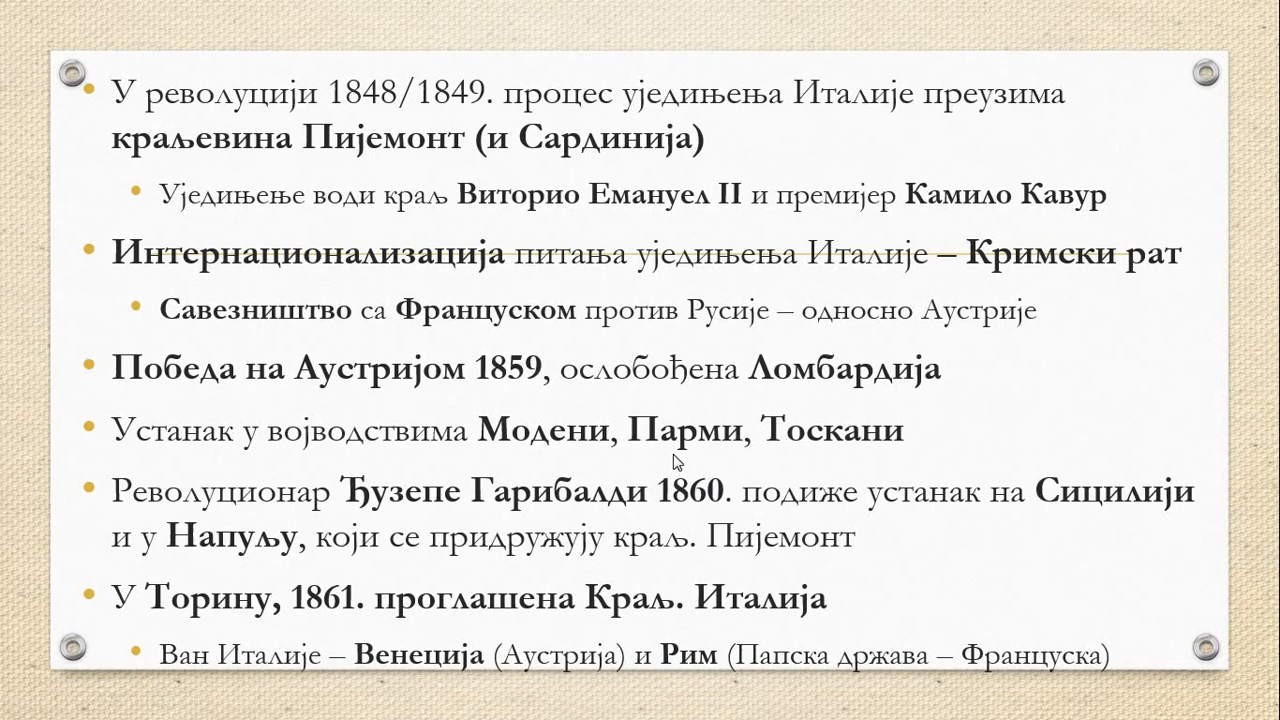 • У револуцији 1848/1849. процес уједињења Италије преузима
краљевина Пијемонт (и Сардинија)
• Уједињење води краљ Виторио Емануел II и премијер Камило Кавур
• Интернационализација питања уједињења Италије – Кримски рат
• Савезништво са Француском против Русије – односно Аустрије
• Победа на Аустријом 1859, ослобођена Ломбардија
• Устанак у војводствима Модени, Парми, Тоскани
• Револуционар Ђузепе Гарибалди 1860. подиже устанак на Сицилији
и у Напуљу, који се придружују краљ. Пијемонт
• У Торину, 1861. проглашена Краљ. Италија
• Ван Италије – Венеција (Аустрија) и Рим (Папска држава – Француска)